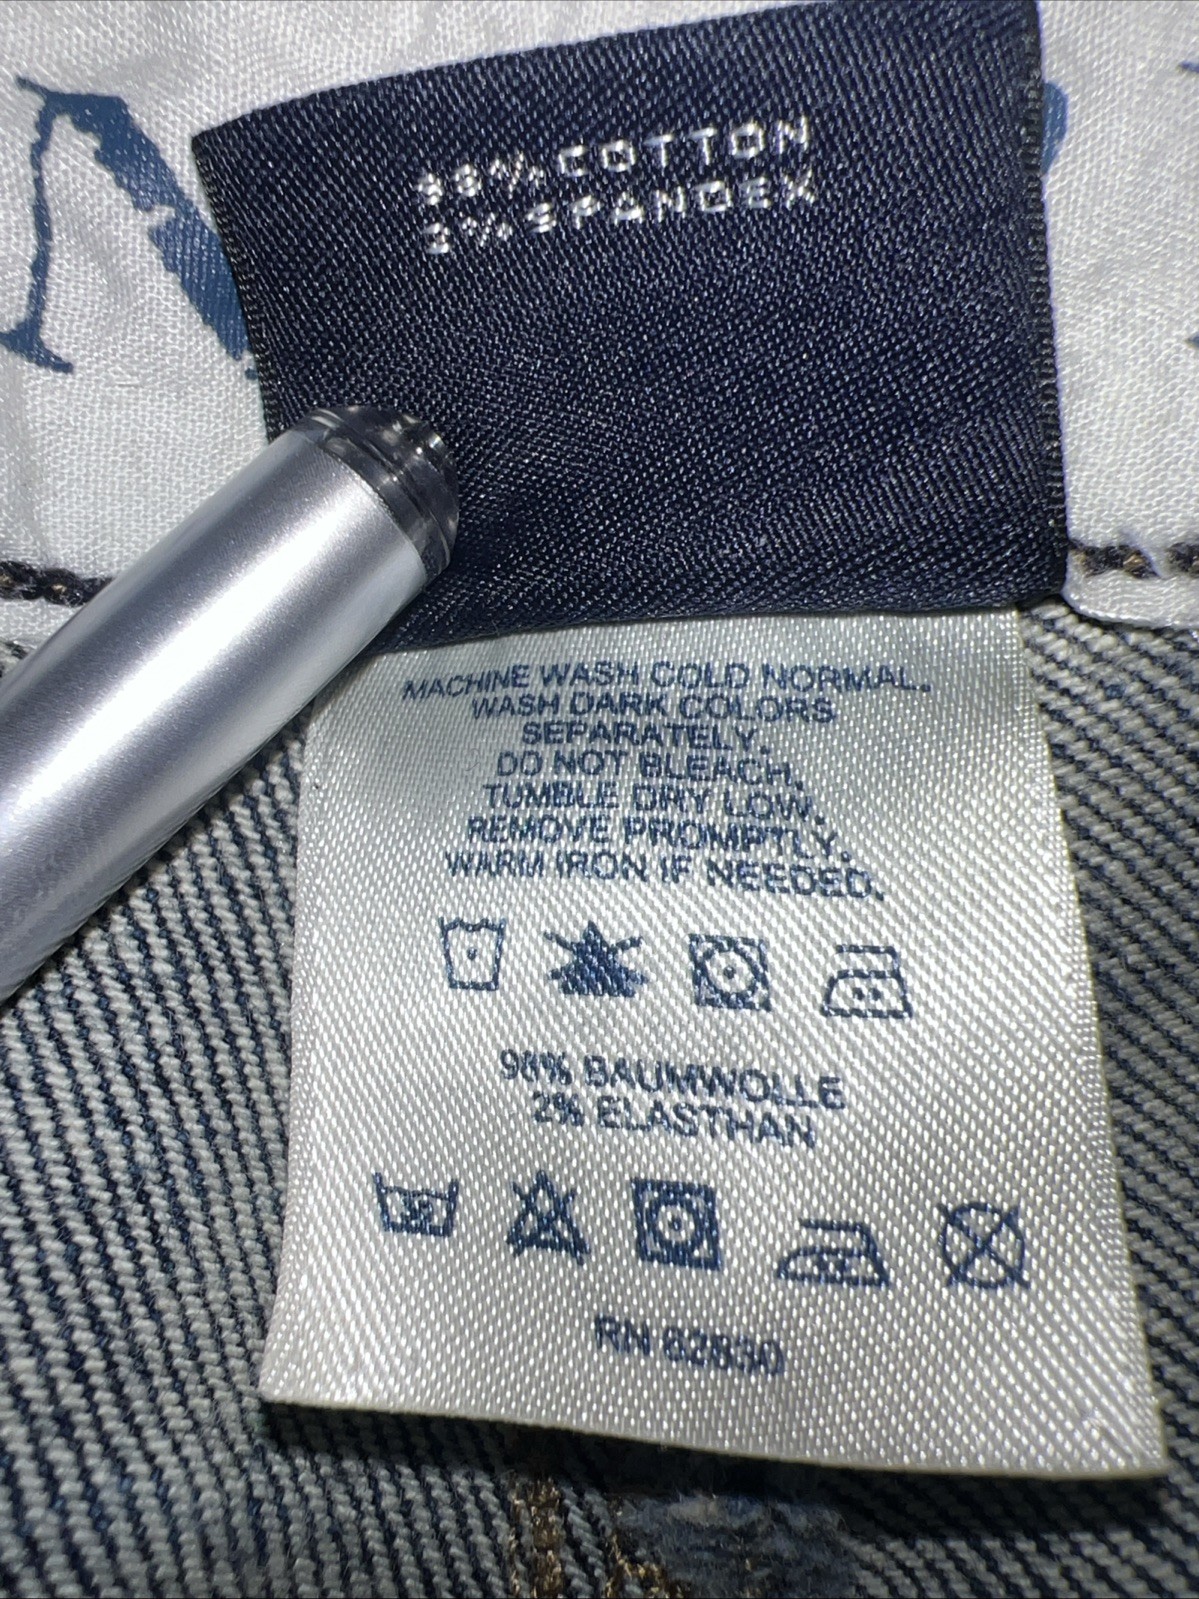 98% COTTON
2% SPANDEX
MACHINE WASH COLD NORMAL.
WASH DARK COLORS
SEPARATELY.
DO NOT BLEACH.
TUMBLE DRY LOW.
REMOVE PROMPTLY.
WARM IRON IF NEEDED.
98% BAUMWOLLE
2% ELASTHAN
30
RN 62830